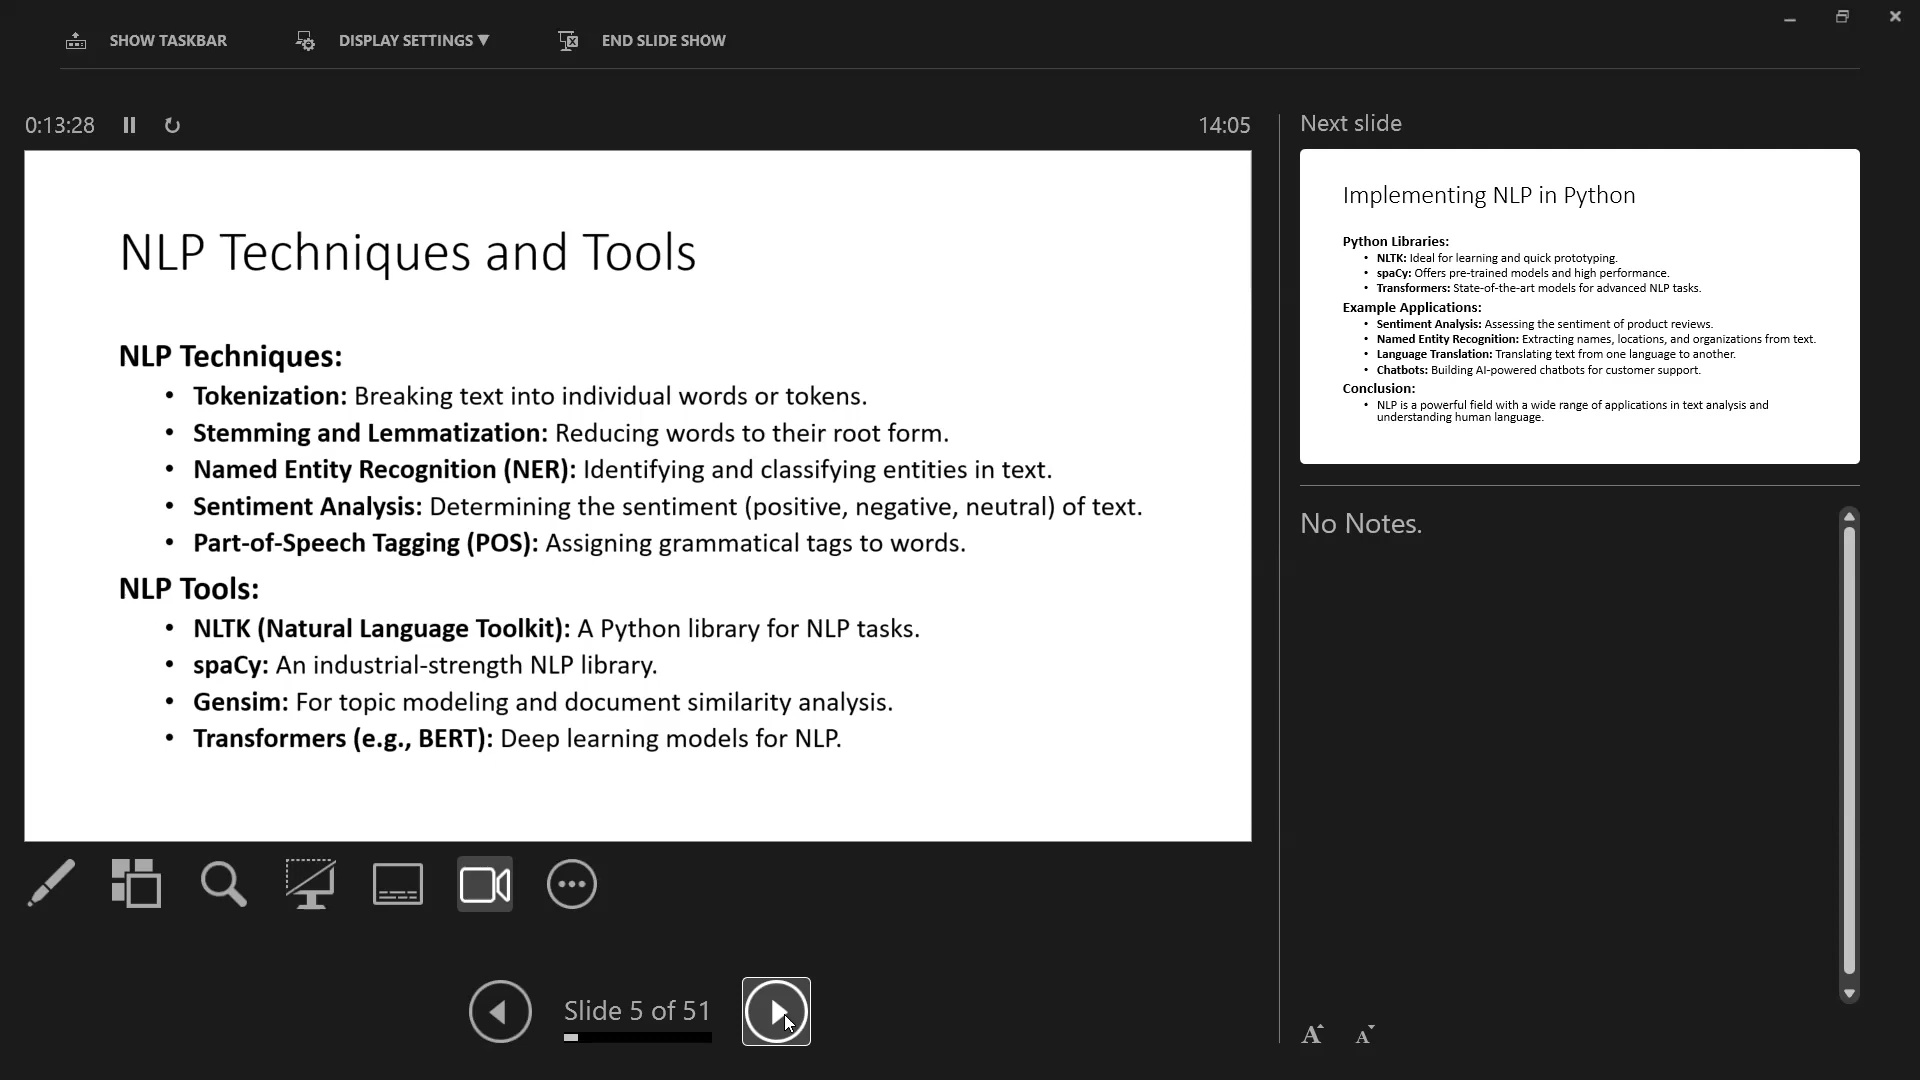 SHOW TASKBAR
DISPLAY SETTINGS ▼
END SLIDE SHOW
0:13:28
14:05
NLP Techniques and Tools
NLP Techniques:
• Tokenization: Breaking text into individual words or tokens.
• Stemming and Lemmatization: Reducing words to their root form.
• Named Entity Recognition (NER): Identifying and classifying entities in text.
• Sentiment Analysis: Determining the sentiment (positive, negative, neutral) of text.
• Part-of-Speech Tagging (POS): Assigning grammatical tags to words.
NLP Tools:
• NLTK (Natural Language Toolkit): A Python library for NLP tasks.
• spaCy: An industrial-strength NLP library.
• Gensim: For topic modeling and document similarity analysis.
• Transformers (e.g., BERT): Deep learning models for NLP.
Slide 5 of 51
Next slide
Implementing NLP in Python
Python Libraries:
• NLTK: Ideal for learning and quick prototyping.
• spaCy: Offers pre-trained models and high performance.
• Transformers: State-of-the-art models for advanced NLP tasks.
Example Applications:
• Sentiment Analysis: Assessing the sentiment of product reviews.
• Named Entity Recognition: Extracting names, locations, and organizations from text.
• Language Translation: Translating text from one language to another.
• Chatbots: Building AI-powered chatbots for customer support.
Conclusion:
• NLP is a powerful field with a wide range of applications in text analysis and
understanding human language.
No Notes.
A A